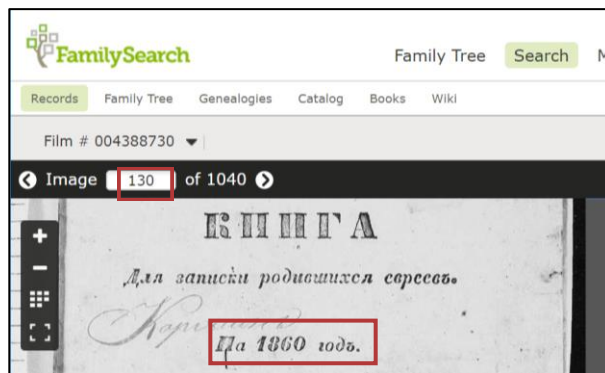 FamilySearch
Family Tree Search
Records Family Tree Genealogies Catalog Books Wiki
Film # 004388730
Image 130 of 1040
КНИГА
Для записки родившихся евреевъ.
На 1860 годъ.